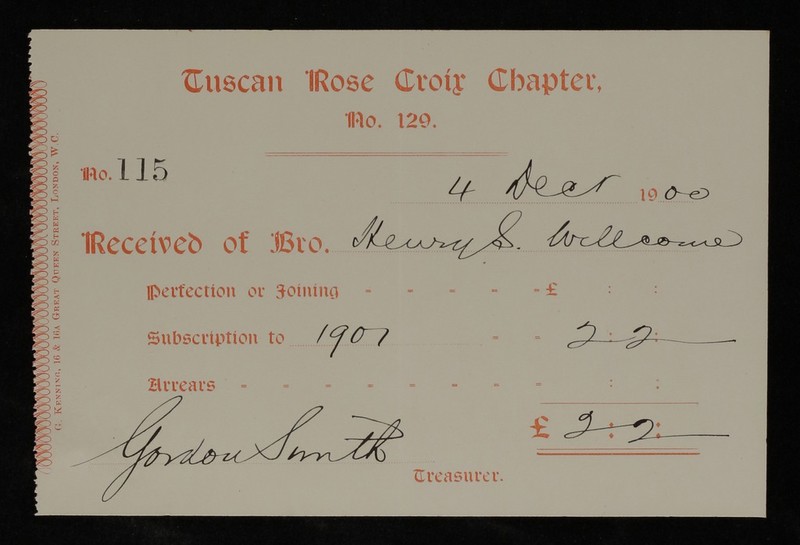 Tuscan Rose Croix Chapter,
No. 129.
No. 115
4 Decr 1900
Received of Bro. Henry S. Wellcome
Perfection or Joining - - - - - £ : :
Subscription to 1901 - - 2 : 2 : —
Arrears - - - - - - - - : :
£ 2 : 2 : —
Gordon Smith
Treasurer.
G. Kenning, 16 & 16A Great Queen Street, London, W C.